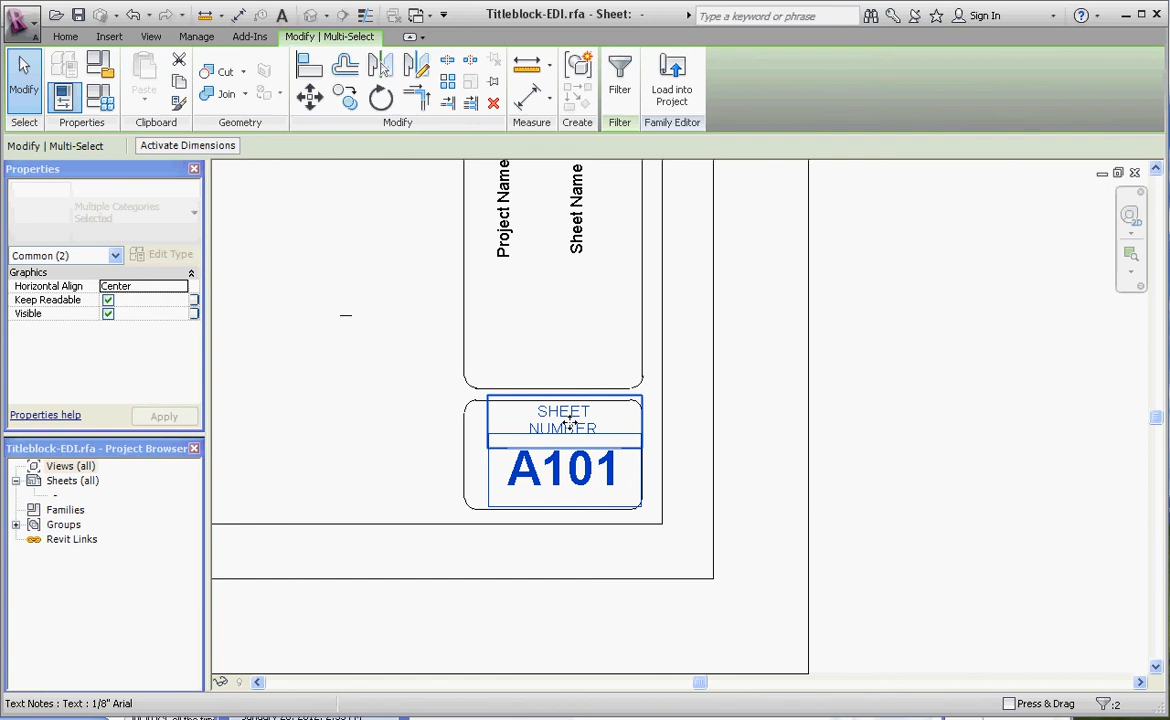 Titleblock-EDI.rfa - Sheet: -
Type a keyword or phrase
Sign In
Home
Insert
View
Manage
Add-Ins
Modify | Multi-Select
Modify
Paste
Cut
Join
Filter
Load into
Project
Select
Properties
Clipboard
Geometry
Modify
Measure
Create
Filter
Family Editor
Modify | Multi-Select
Activate Dimensions
Properties
Multiple Categories
Selected
Common (2)
Edit Type
Graphics
Horizontal Align
Center
Keep Readable
Visible
Properties help
Apply
Titleblock-EDI.rfa - Project Browser
Views (all)
Sheets (all)
-
Families
Groups
Revit Links
Project Name
Sheet Name
SHEET
NUMBER
A101
2D
Text Notes : Text : 1/8" Arial
Press & Drag
:2